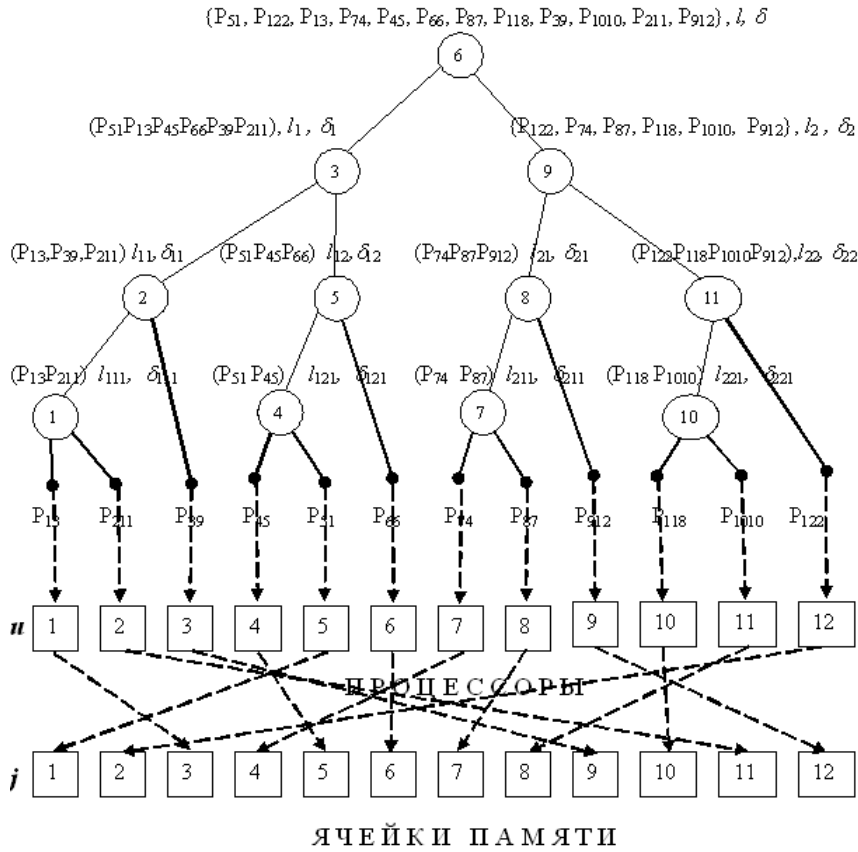 {P₅₁, P₁₂₂, P₁₃, P₇₄, P₄₅, P₆₆, P₈₇, P₁₁₈, P₃₉, P₁₀₁₀, P₂₁₁, P₉₁₂}, l, δ
6
(P₅₁P₁₃P₄₅P₆₆P₃₉P₂₁₁), l₁, δ₁
{P₁₂₂, P₇₄, P₈₇, P₁₁₈, P₁₀₁₀, P₉₁₂}, l₂, δ₂
3 9
(P₁₃,P₃₉,P₂₁₁) l₁₁, δ₁₁ (P₅₁P₄₅P₆₆) l₁₂, δ₁₂ (P₇₄P₈₇P₉₁₂) l₂₁, δ₂₁ (P₁₂₂P₁₁₈P₁₀₁₀P₉₁₂), l₂₂, δ₂₂
2 5 8 11
(P₁₃P₂₁₁) l₁₁₁, δ₁₁₁ (P₅₁ P₄₅) l₁₂₁, δ₁₂₁ (P₇₄ P₈₇) l₂₁₁, δ₂₁₁ (P₁₁₈ P₁₀₁₀) l₂₂₁, δ₂₂₁
1 4 7 10
P₁₃ P₂₁₁ P₃₉ P₄₅ P₅₁ P₆₆ P₇₄ P₈₇ P₉₁₂ P₁₁₈ P₁₀₁₀ P₁₂₂
u 1 2 3 4 5 6 7 8 9 10 11 12
ПРОЦЕССОРЫ
j 1 2 3 4 5 6 7 8 9 10 11 12
ЯЧЕЙКИ ПАМЯТИ